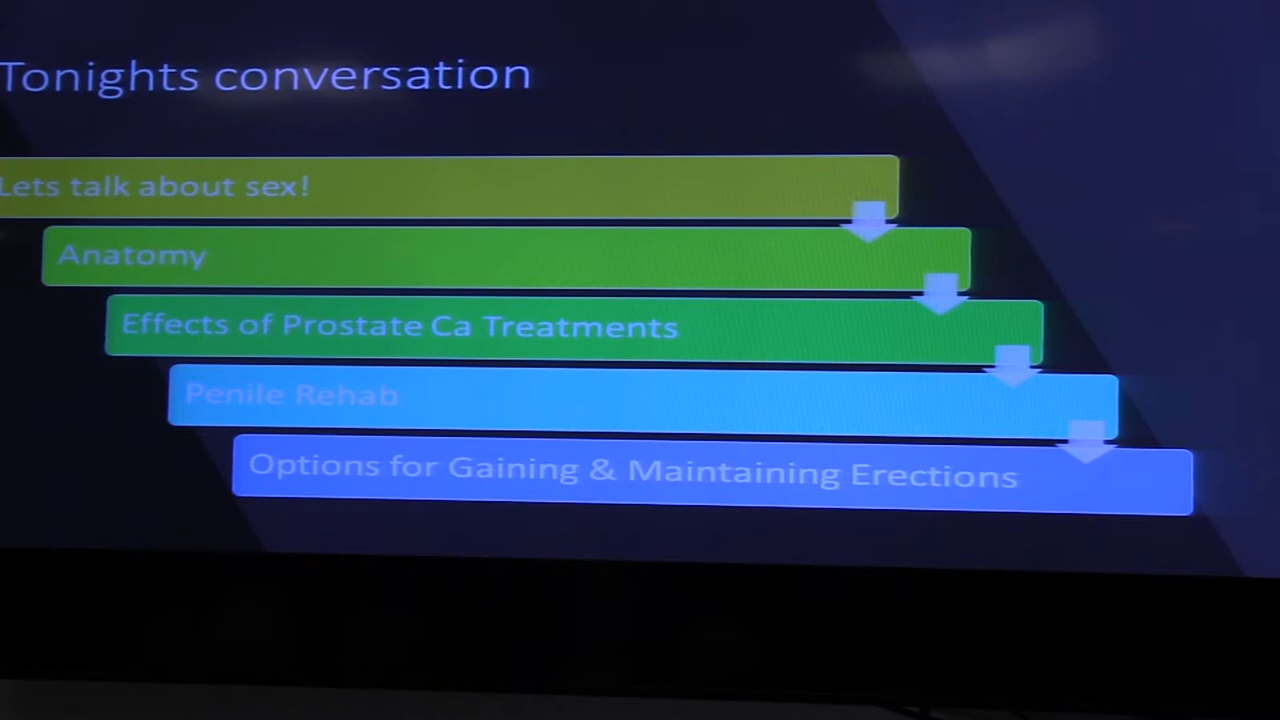 Tonights conversation
Lets talk about sex!
Anatomy
Effects of Prostate Ca Treatments
Penile Rehab
Options for Gaining & Maintaining Erections